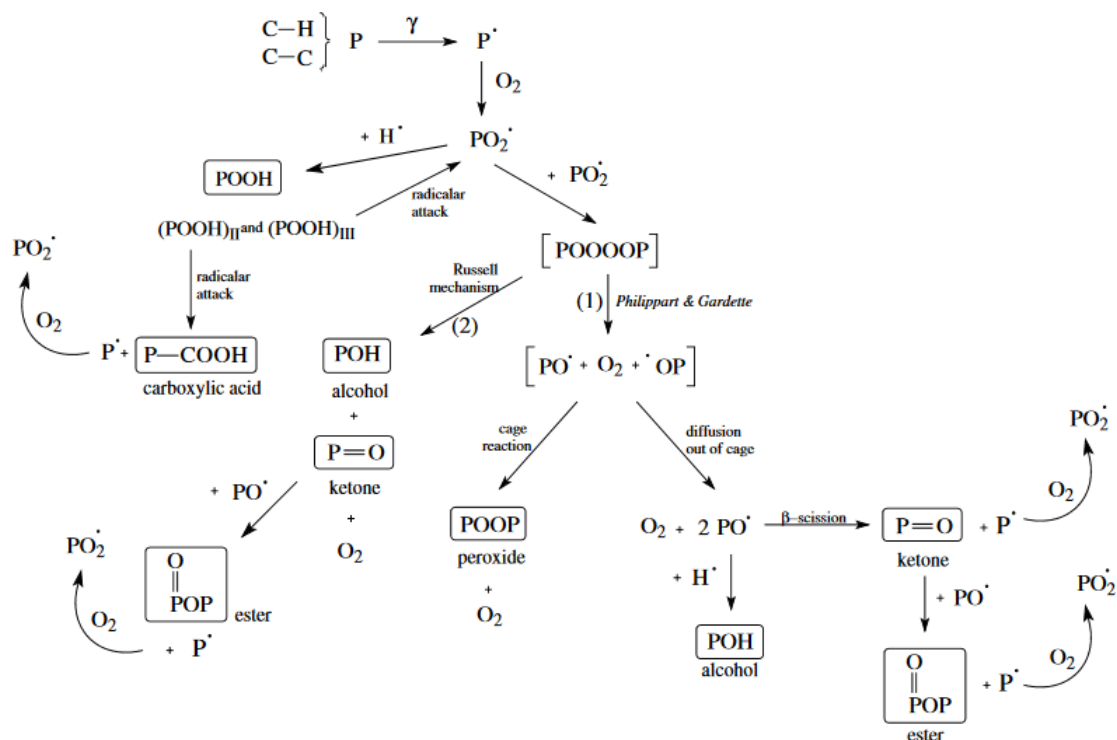 C–H } P γ P•
C–C
O2
+ H• PO2•
POOH + PO2•
radicalar
attack
(POOH)II and (POOH)III
PO2• [POOOOP]
radicalar
attack
Russell
mechanism
(1) Philippart & Gardette
(2)
O2
P• + P—COOH
carboxylic acid
POH
alcohol
[PO• + O2 + •OP]
+
cage
reaction
diffusion
out of cage
P=O
ketone
PO2•
+ PO•
+
O2
POOP
peroxide
O2 + 2 PO• β–scission P=O + P• O2
ketone
PO2•
O
POP
ester
O2
+ P•
+
O2
+ H•
+ PO•
PO2•
POH
alcohol
O
POP + P• O2
ester